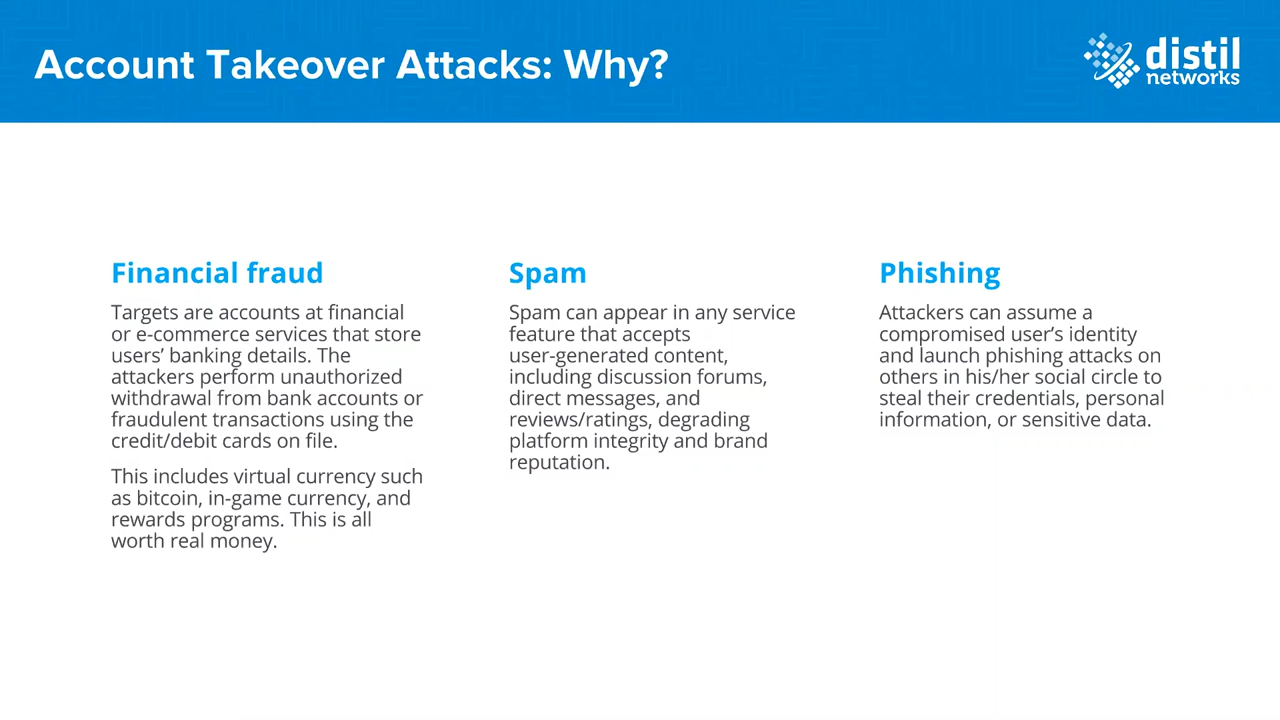 Account Takeover Attacks: Why?
distil
networks
Financial fraud
Targets are accounts at financial
or e-commerce services that store
users’ banking details. The
attackers perform unauthorized
withdrawal from bank accounts or
fraudulent transactions using the
credit/debit cards on file.
This includes virtual currency such
as bitcoin, in-game currency, and
rewards programs. This is all
worth real money.
Spam
Spam can appear in any service
feature that accepts
user-generated content,
including discussion forums,
direct messages, and
reviews/ratings, degrading
platform integrity and brand
reputation.
Phishing
Attackers can assume a
compromised user’s identity
and launch phishing attacks on
others in his/her social circle to
steal their credentials, personal
information, or sensitive data.